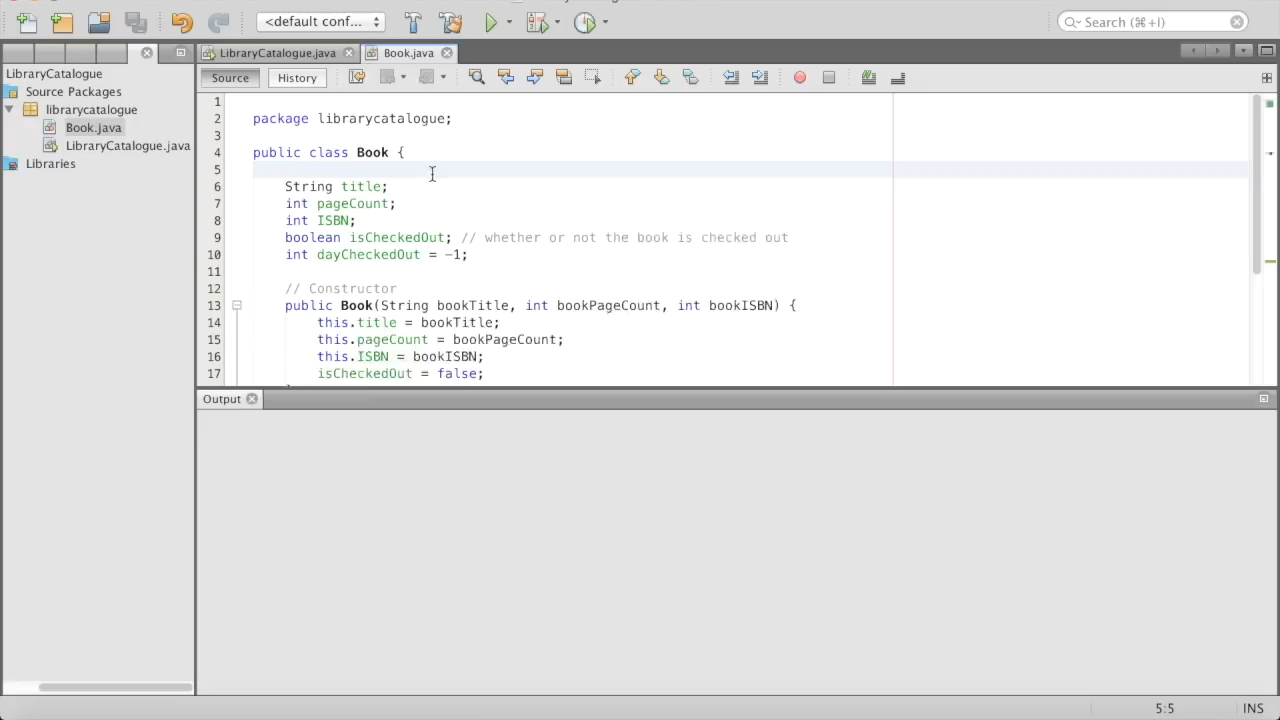 <default conf...
Search (⌘+I)
LibraryCatalogue.java
Book.java
LibraryCatalogue
Source Packages
librarycatalogue
Book.java
LibraryCatalogue.java
Libraries
Source
History
1
2 package librarycatalogue;
3
4 public class Book {
5
6 String title;
7 int pageCount;
8 int ISBN;
9 boolean isCheckedOut; // whether or not the book is checked out
10 int dayCheckedOut = -1;
11
12 // Constructor
13 public Book(String bookTitle, int bookPageCount, int bookISBN) {
14 this.title = bookTitle;
15 this.pageCount = bookPageCount;
16 this.ISBN = bookISBN;
17 isCheckedOut = false;
Output
5:5
INS